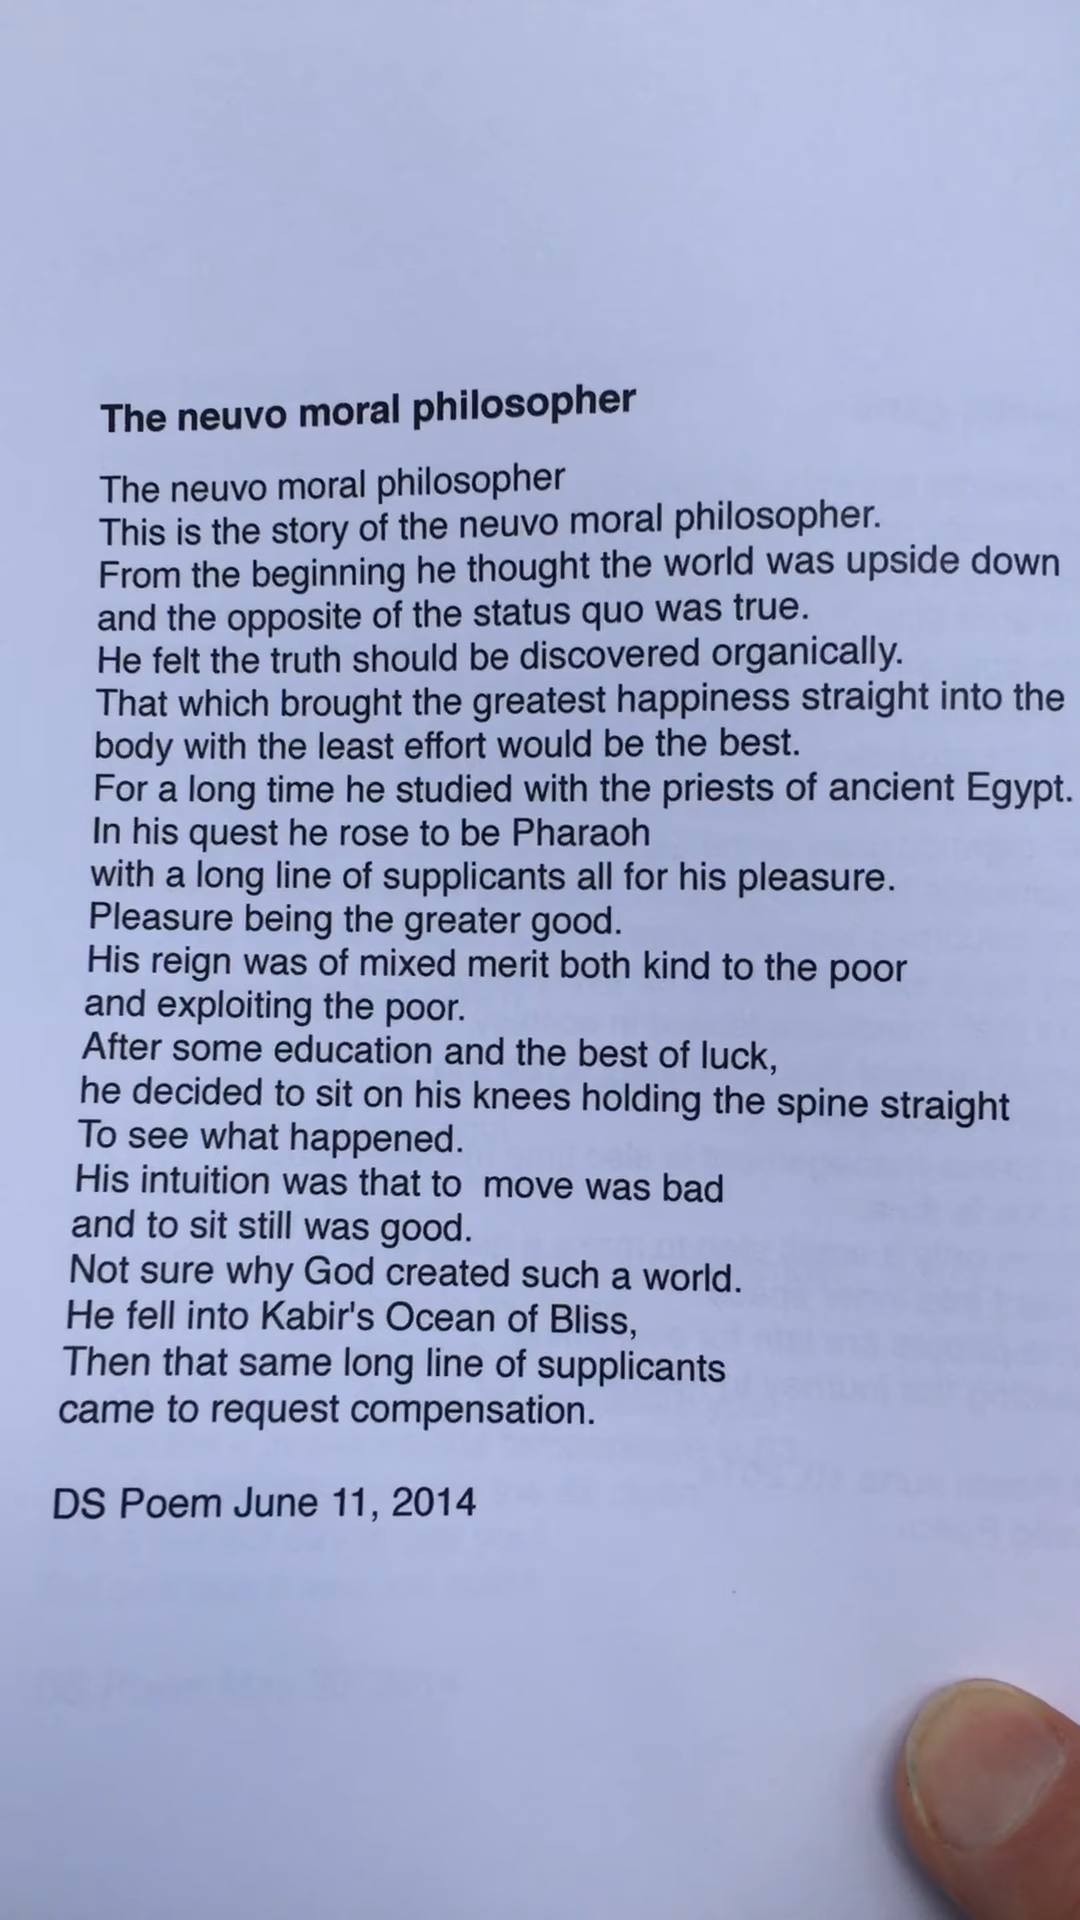 The neuvo moral philosopher
The neuvo moral philosopher
This is the story of the neuvo moral philosopher.
From the beginning he thought the world was upside down
and the opposite of the status quo was true.
He felt the truth should be discovered organically.
That which brought the greatest happiness straight into the
body with the least effort would be the best.
For a long time he studied with the priests of ancient Egypt.
In his quest he rose to be Pharaoh
with a long line of supplicants all for his pleasure.
Pleasure being the greater good.
His reign was of mixed merit both kind to the poor
and exploiting the poor.
After some education and the best of luck,
he decided to sit on his knees holding the spine straight
To see what happened.
His intuition was that to  move was bad
and to sit still was good.
Not sure why God created such a world.
He fell into Kabir's Ocean of Bliss,
Then that same long line of supplicants
came to request compensation.
DS Poem June 11, 2014